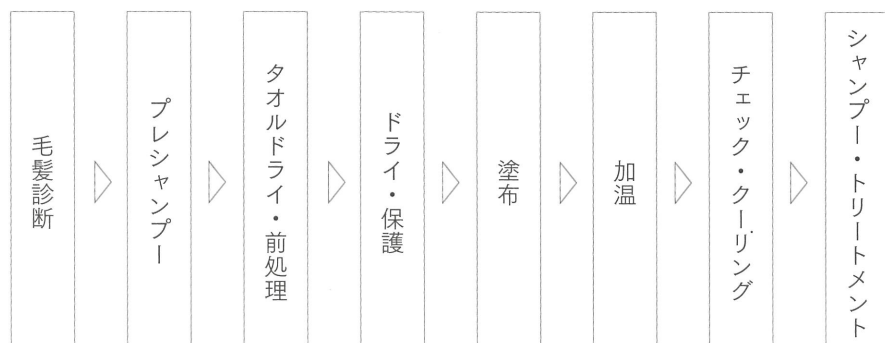 毛髪診断
プレシャンプー
タオルドライ・前処理
ドライ・保護
塗布
加温
チェック・クーリング
シャンプー・トリートメント